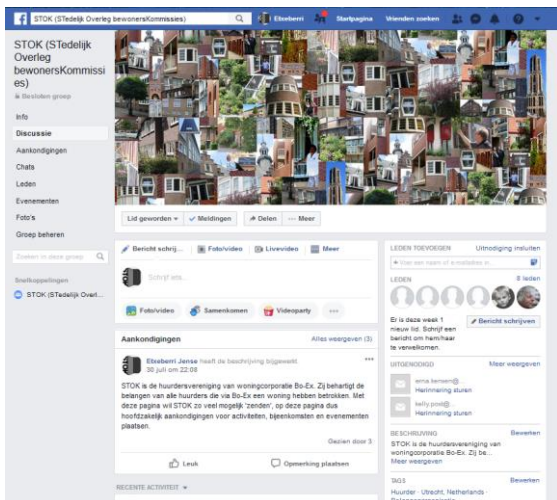 STOK (STedelijk Overleg bewonersKommissies)
Etxeberri
Startpagina
Vrienden zoeken
STOK (STedelijk
Overleg
bewonersKommissi
es)
Besloten groep
Info
Discussie
Aankondigingen
Chats
Leden
Evenementen
Foto's
Groep beheren
Zoeken in deze groep
Snelkoppelingen
STOK (STedelijk Overl...
Lid geworden
Meldingen
Delen
Meer
Bericht schrij...
Foto/video
Livevideo
Meer
Schrijf iets...
Foto/video
Samenkomen
Videoparty
Aankondigingen
Alles weergeven (3)
Etxeberri Jense heeft de beschrijving bijgewerkt.
30 juli om 22:08
STOK is de huurdersvereniging van woningcorporatie Bo-Ex. Zij behartigt de
belangen van alle huurders die via Bo-Ex een woning hebben betrokken. Met
deze pagina wil STOK zo veel mogelijk 'zenden', op deze pagina dus
hoofdzakelijk aankondigingen voor activiteiten, bijeenkomsten en evenementen
plaatsen.
Gezien door 3
Leuk
Opmerking plaatsen
RECENTE ACTIVITEIT
LEDEN TOEVOEGEN
Uitnodiging insluiten
Voer een naam of e-mailadres in...
LEDEN
8 leden
Er is deze week 1
nieuw lid. Schrijf een
bericht om hem/haar
te verwelkomen.
Bericht schrijven
UITGENODIGD
Meer weergeven
Herinnering sturen
kelly.post@...
Herinnering sturen
BESCHRIJVING
Bewerken
STOK is de huurdersvereniging van
woningcorporatie Bo-Ex. Zij be...
Meer weergeven
TAGS
Bewerken
Huurder · Utrecht, Netherlands ·